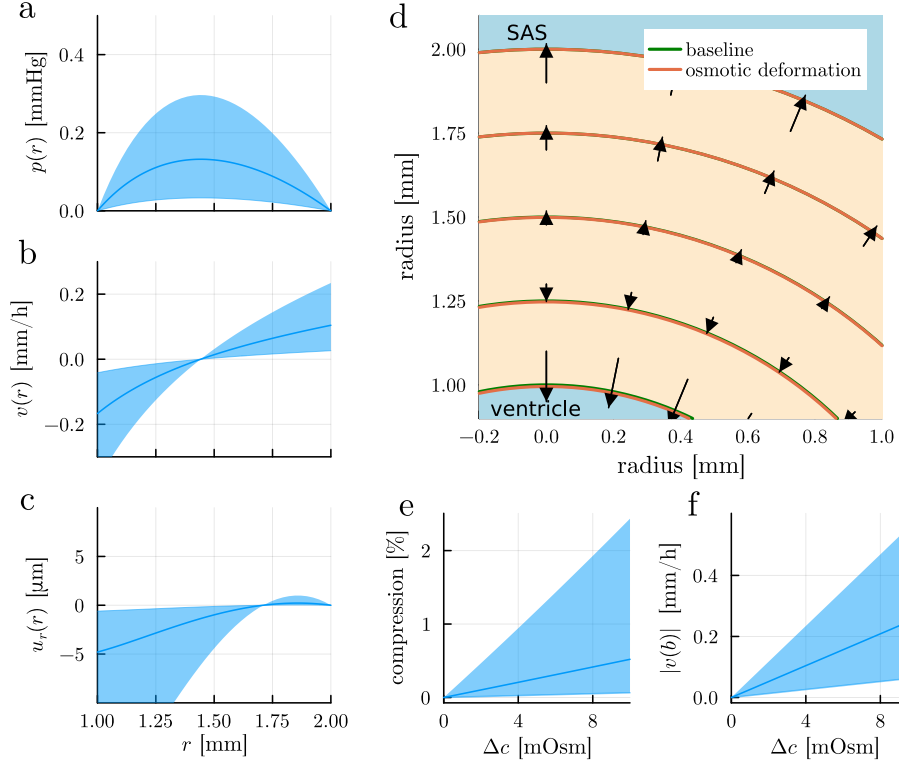 a
0.4
0.2
0.0
p(r) [mmHg]
b
0.2
0.0
−0.2
v(r) [mm/h]
c
5
0
−5
u_r(r) [µm]
1.00 1.25 1.50 1.75 2.00
r [mm]
d
SAS
baseline
osmotic deformation
2.00
1.75
1.50
1.25
1.00
radius [mm]
ventricle
−0.2 0.0 0.2 0.4 0.6 0.8 1.0
radius [mm]
e
2
1
0
compression [%]
0 4 8
Δc [mOsm]
f
0.4
0.2
0.0
|v(b)| [mm/h]
0 4 8
Δc [mOsm]